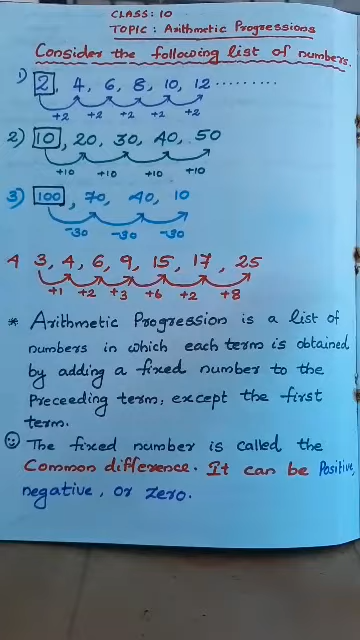 CLASS: 10
TOPIC: Arithmetic Progressions
Consider the following list of numbers.
1) 2, 4, 6, 8, 10, 12..........
+2 +2 +2 +2 +2
2) 10, 20, 30, 40, 50
+10 +10 +10 +10
3) 100, 70, 40, 10
-30 -30 -30
4 3, 4, 6, 9, 15, 17, 25
+1 +2 +3 +6 +2 +8
* Arithmetic Progression is a list of
numbers in which each term is obtained
by adding a fixed number to the
Preceeding term, except the first
term.
The fixed number is called the
Common difference. It can be Positive,
negative, or zero.